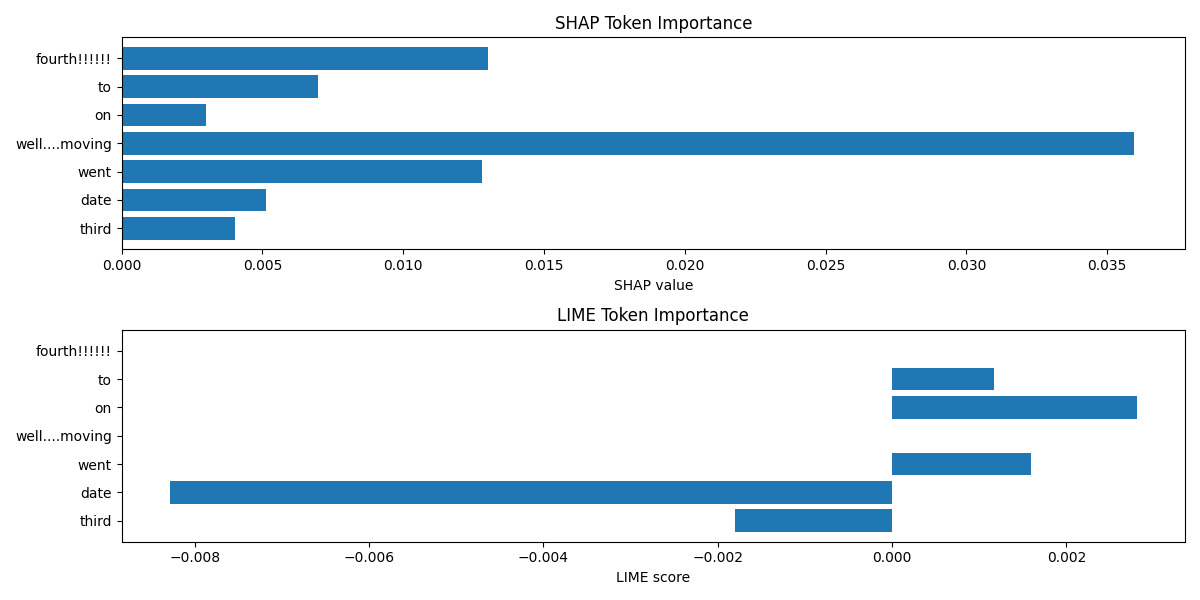 SHAP Token Importance
fourth!!!!!!
to
on
well....moving
went
date
third
0.000 0.005 0.010 0.015 0.020 0.025 0.030 0.035
SHAP value
LIME Token Importance
fourth!!!!!!
to
on
well....moving
went
date
third
−0.008 −0.006 −0.004 −0.002 0.000 0.002
LIME score